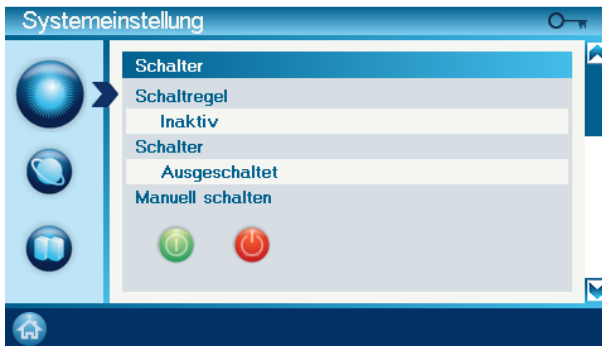 Systemeinstellung
Schalter
Schaltregel
Inaktiv
Schalter
Ausgeschaltet
Manuell schalten